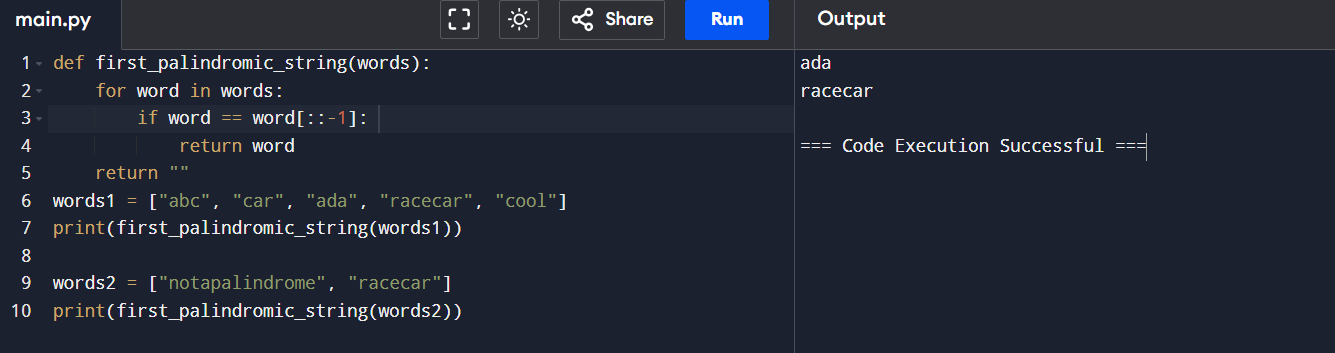 main.py
Share
Run
Output
1 def first_palindromic_string(words):
2     for word in words:
3         if word == word[::-1]:
4             return word
5     return ""
6 words1 = ["abc", "car", "ada", "racecar", "cool"]
7 print(first_palindromic_string(words1))
8
9 words2 = ["notapalindrome", "racecar"]
10 print(first_palindromic_string(words2))
ada
racecar
=== Code Execution Successful ===